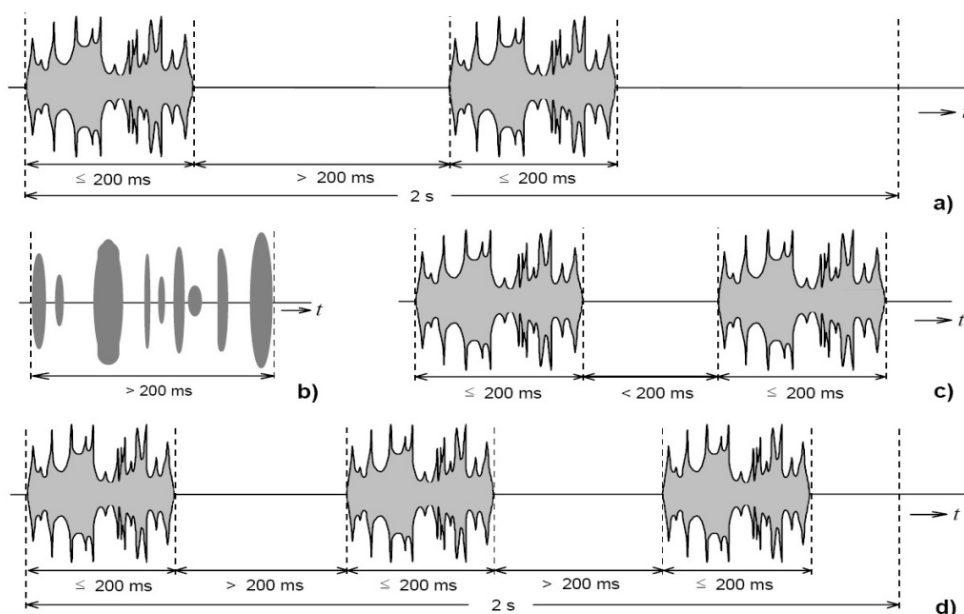 t
≤ 200 ms > 200 ms ≤ 200 ms
2 s
a)
t
t
b)
c)
> 200 ms
≤ 200 ms < 200 ms ≤ 200 ms
t
≤ 200 ms > 200 ms ≤ 200 ms > 200 ms ≤ 200 ms
2 s
d)